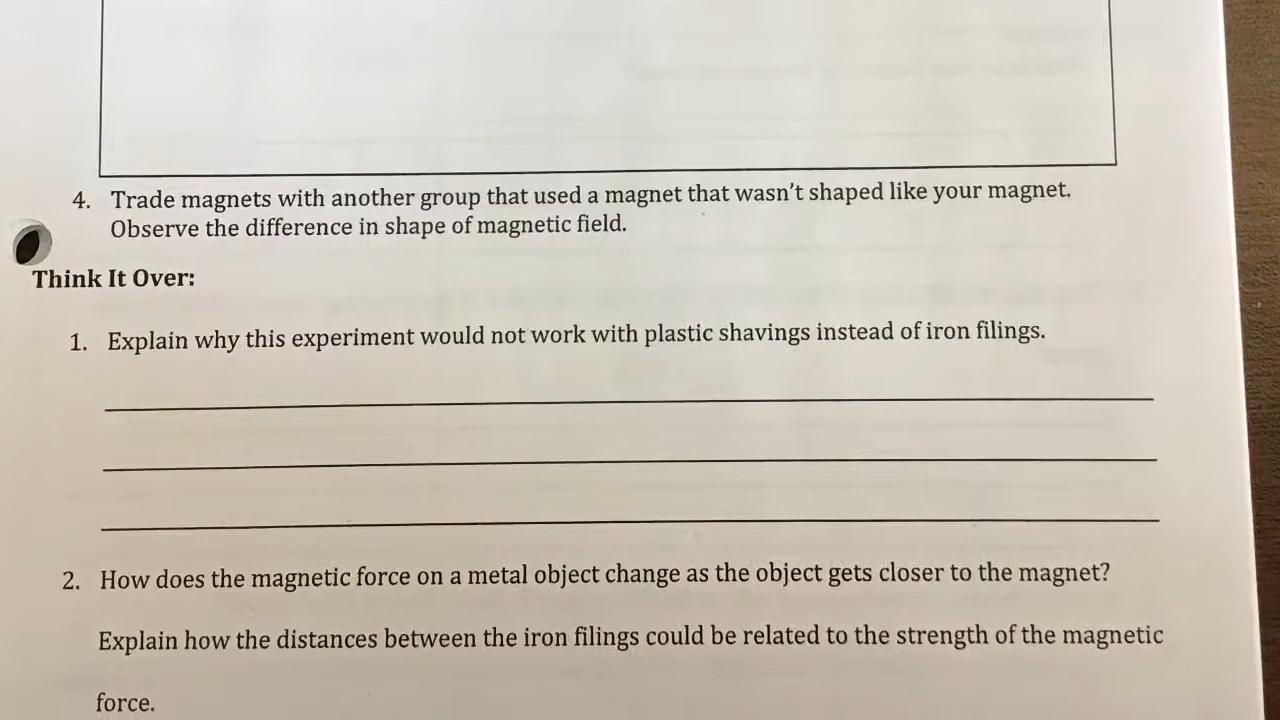 4. Trade magnets with another group that used a magnet that wasn't shaped like your magnet.
Observe the difference in shape of magnetic field.
Think It Over:
1. Explain why this experiment would not work with plastic shavings instead of iron filings.
2. How does the magnetic force on a metal object change as the object gets closer to the magnet?
Explain how the distances between the iron filings could be related to the strength of the magnetic
force.